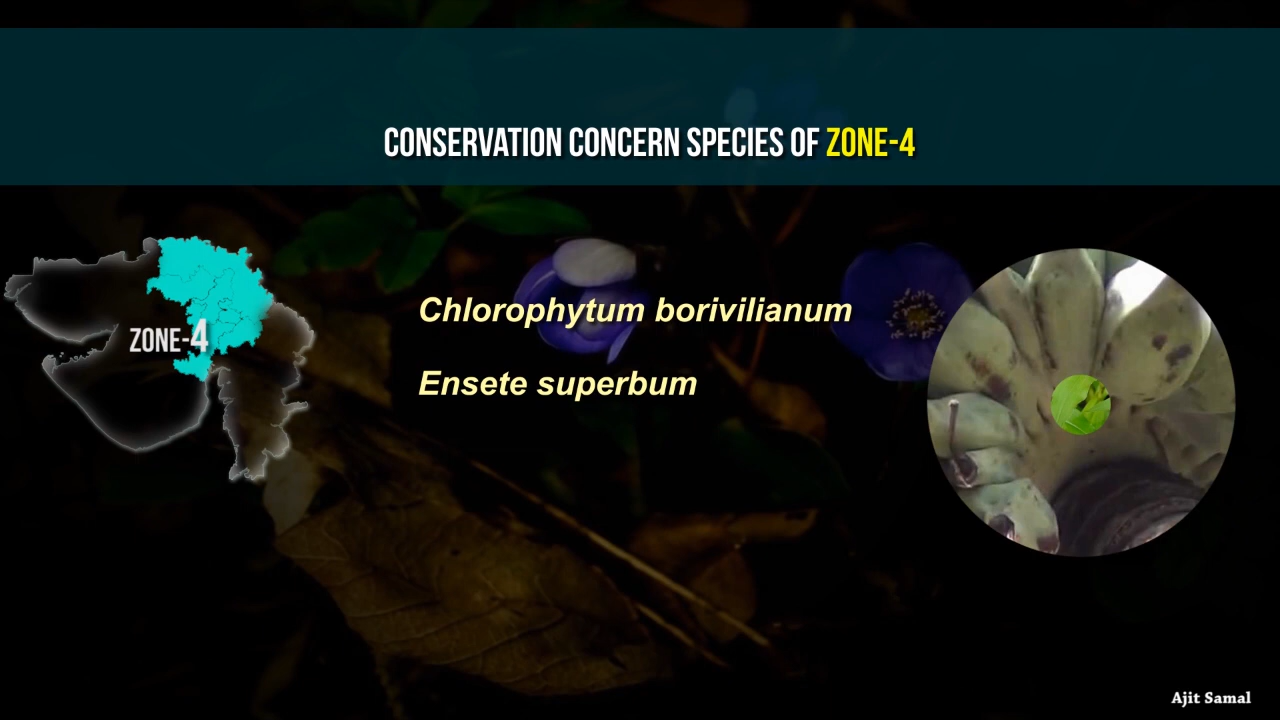 CONSERVATION CONCERN SPECIES OF ZONE-4
ZONE-4
Chlorophytum borivilianum
Ensete superbum
Ajit Samal